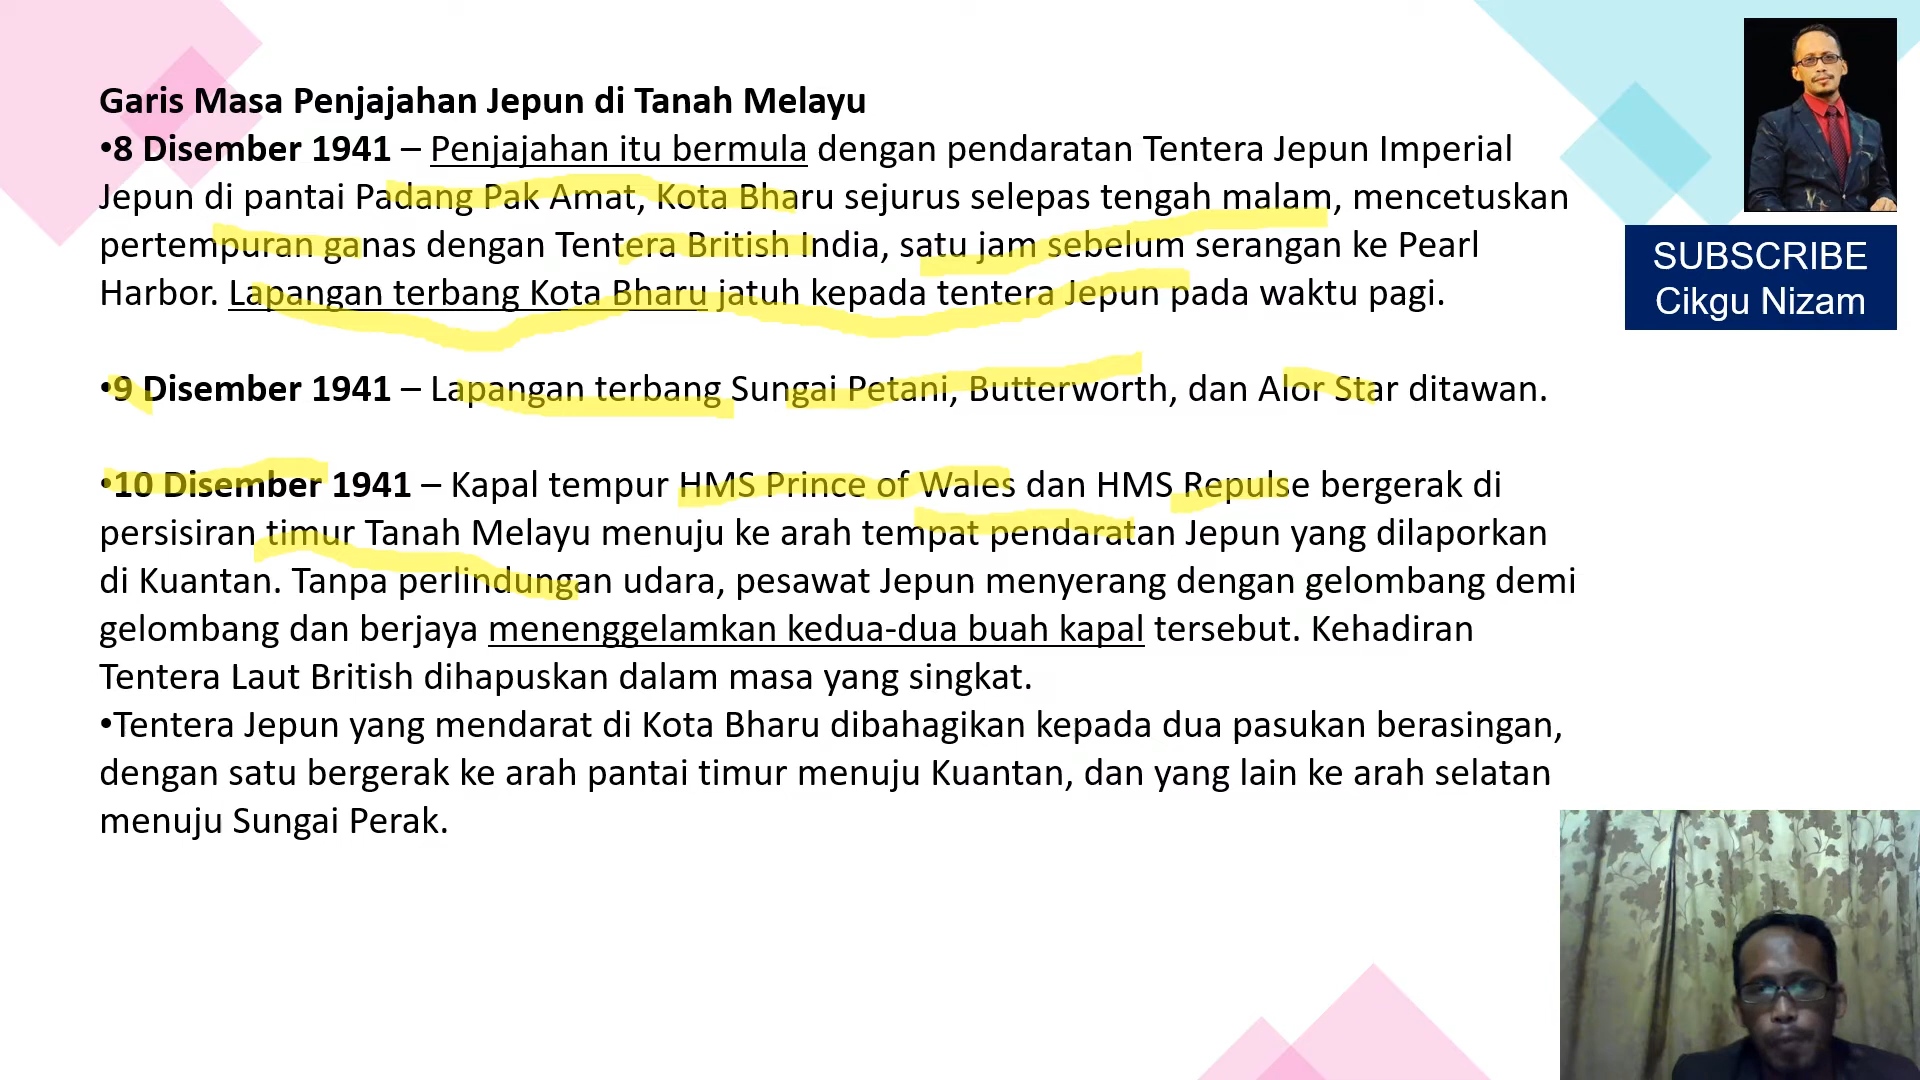 Garis Masa Penjajahan Jepun di Tanah Melayu
•8 Disember 1941 – Penjajahan itu bermula dengan pendaratan Tentera Jepun Imperial
Jepun di pantai Padang Pak Amat, Kota Bharu sejurus selepas tengah malam, mencetuskan
pertempuran ganas dengan Tentera British India, satu jam sebelum serangan ke Pearl
Harbor. Lapangan terbang Kota Bharu jatuh kepada tentera Jepun pada waktu pagi.
•9 Disember 1941 – Lapangan terbang Sungai Petani, Butterworth, dan Alor Star ditawan.
•10 Disember 1941 – Kapal tempur HMS Prince of Wales dan HMS Repulse bergerak di
persisiran timur Tanah Melayu menuju ke arah tempat pendaratan Jepun yang dilaporkan
di Kuantan. Tanpa perlindungan udara, pesawat Jepun menyerang dengan gelombang demi
gelombang dan berjaya menenggelamkan kedua-dua buah kapal tersebut. Kehadiran
Tentera Laut British dihapuskan dalam masa yang singkat.
•Tentera Jepun yang mendarat di Kota Bharu dibahagikan kepada dua pasukan berasingan,
dengan satu bergerak ke arah pantai timur menuju Kuantan, dan yang lain ke arah selatan
menuju Sungai Perak.
SUBSCRIBE
Cikgu Nizam